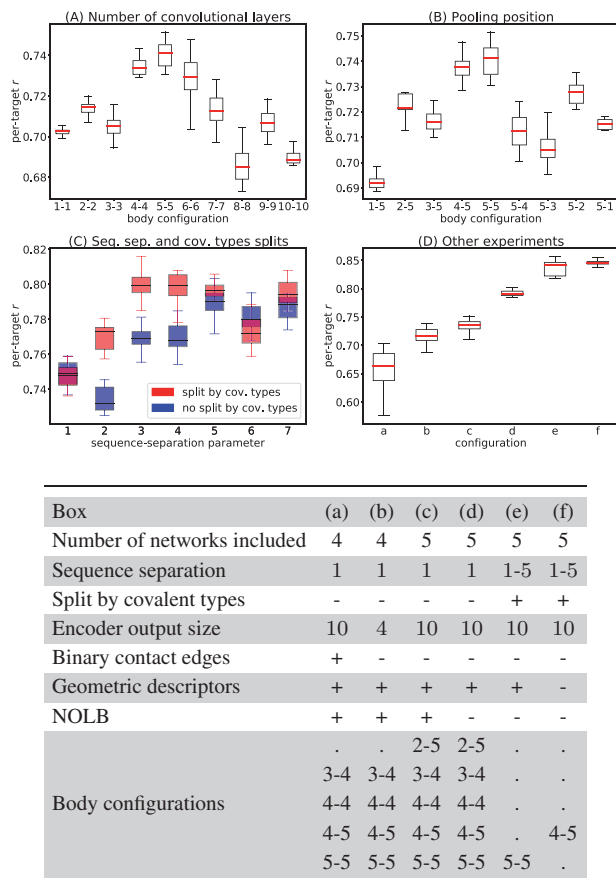 (A) Number of convolutional layers
per-target r
0.74
0.72
0.70
0.68
1-1 2-2 3-3 4-4 5-5 6-6 7-7 8-8 9-9 10-10
body configuration
(B) Pooling position
per-target r
0.75
0.74
0.73
0.72
0.71
0.70
0.69
1-5 2-5 3-5 4-5 5-5 5-4 5-3 5-2 5-1
body configuration
(C) Seq. sep. and cov. types splits
per-target r
0.82
0.80
0.78
0.76
0.74
split by cov. types
no split by cov. types
1 2 3 4 5 6 7
sequence-separation parameter
(D) Other experiments
per-target r
0.85
0.80
0.75
0.70
0.65
0.60
a b c d e f
configuration
Box (a) (b) (c) (d) (e) (f)
Number of networks included 4 4 5 5 5 5
Sequence separation 1 1 1 1 1-5 1-5
Split by covalent types - - - - + +
Encoder output size 10 4 10 10 10 10
Binary contact edges + - - - - -
Geometric descriptors + + + + + -
NOLB + + + - - -
. . 2-5 2-5 . .
3-4 3-4 3-4 3-4 . .
Body configurations 4-4 4-4 4-4 4-4 . .
4-5 4-5 4-5 4-5 . 4-5
5-5 5-5 5-5 5-5 5-5 .